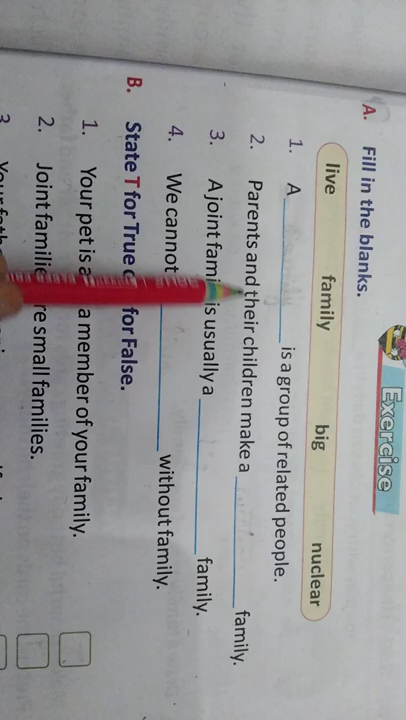 Exercise
A. Fill in the blanks.
live family big nuclear
1. A ________ is a group of related people.
2. Parents and their children make a ________ family.
3. A joint fami is usually a ________ family.
4. We cannot ________ without family.
B. State T for True for False.
1. Your pet is a a member of your family.
2. Joint familie re small families.
3